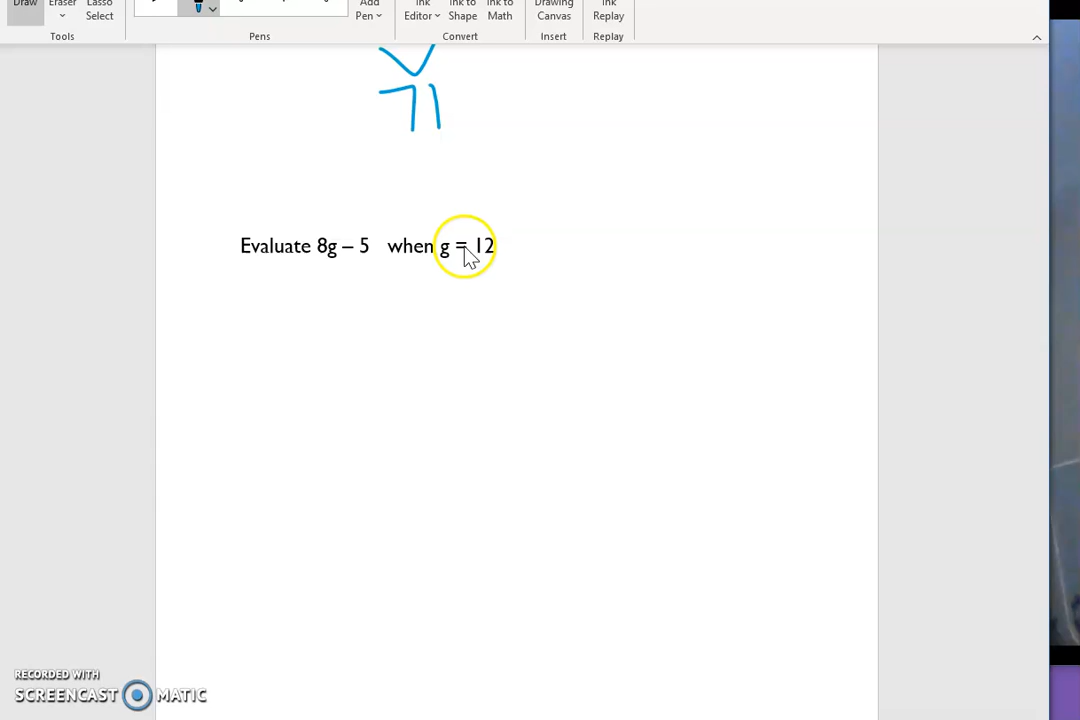 Draw
Eraser
Lasso
Select
Add
Pen
Ink
Editor
Ink to
Shape
Ink to
Math
Drawing
Canvas
Ink
Replay
Tools
Pens
Convert
Insert
Replay
71
Evaluate 8g – 5 when g = 12
RECORDED WITH
SCREENCAST MATIC